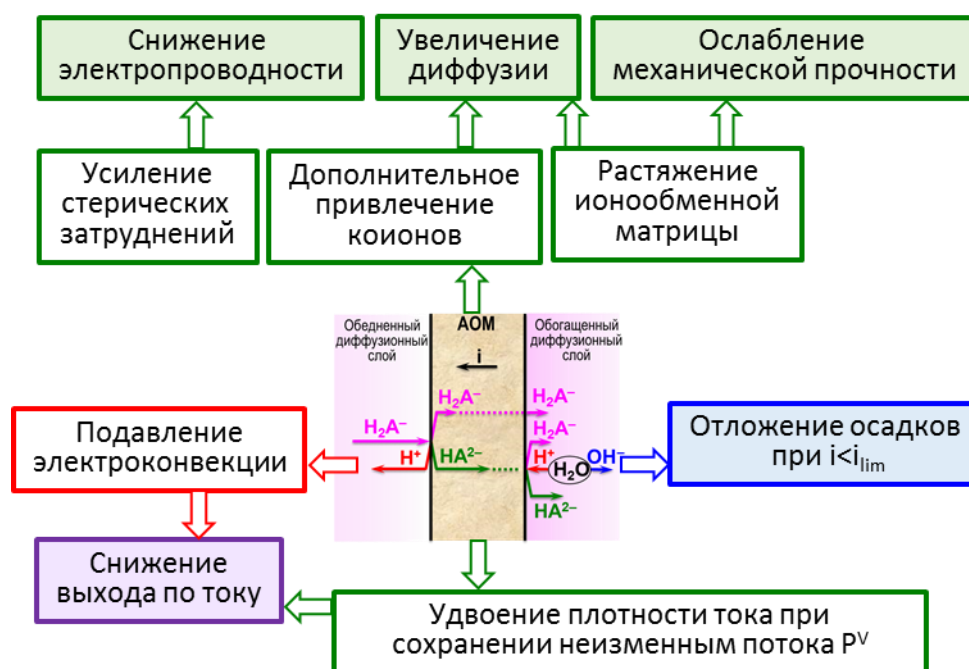 Снижение
электропроводности
Увеличение
диффузии
Ослабление
механической прочности
Усиление
стерических
затруднений
Дополнительное
привлечение
коионов
Растяжение
ионообменной
матрицы
Обедненный
диффузионный
слой
АОМ
Обогащенный
диффузионный
слой
i
H₂A⁻
H₂A⁻
H₂A⁻
H₂A⁻
H⁺
HA²⁻
H⁺
H₂O
OH⁻
HA²⁻
Подавление
электроконвекции
Отложение осадков
при i<i_lim
Снижение
выхода по току
Удвоение плотности тока при
сохранении неизменным потока Pⱽ